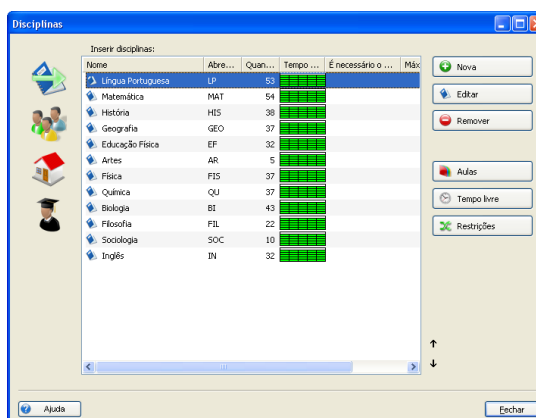 Disciplinas
Inserir disciplinas:
Nome Abre... Quan... Tempo ... É necessário o ... Máx
Língua Portuguesa LP 53
Matemática MAT 54
História HIS 38
Geografia GEO 37
Educação Física EF 32
Artes AR 5
Física FIS 37
Química QU 37
Biologia BI 43
Filosofia FIL 22
Sociologia SOC 10
Inglês IN 32
Nova
Editar
Remover
Aulas
Tempo livre
Restrições
Ajuda
Fechar